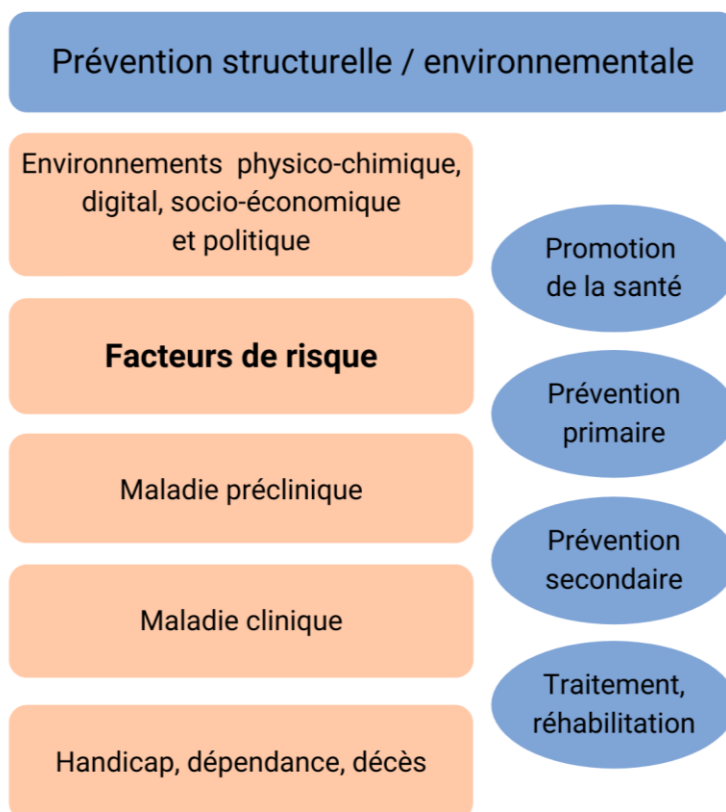 Prévention structurelle / environnementale
Environnements physico-chimique,
digital, socio-économique
et politique
Promotion
de la santé
Facteurs de risque
Prévention
primaire
Maladie préclinique
Prévention
secondaire
Maladie clinique
Traitement,
réhabilitation
Handicap, dépendance, décès